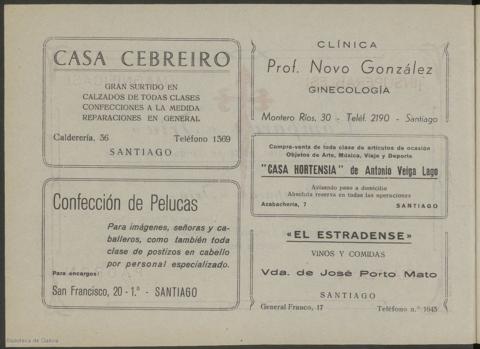 CASA CEBREIRO
GRAN SURTIDO EN
CALZADOS DE TODAS CLASES
CONFECCIONES A LA MEDIDA
REPARACIONES EN GENERAL
Calderería, 36 Teléfono 1369
SANTIAGO
Confección de Pelucas
Para imágenes, señoras y ca-
balleros, como también toda
clase de postizos en cabello
por personal especializado.
Para encargos:
San Francisco, 20 - 1.º - SANTIAGO
CLÍNICA
Prof. Novo González
GINECOLOGÍA
Montero Ríos, 30 - Teléf. 2190 - Santiago
Compra-venta de toda clase de artículos de ocasión
Objetos de Arte, Música, Viaje y Deporte
"CASA HORTENSIA" de Antonio Veiga Lago
Avisando paso a domicilio
Absoluta reserva en todas las operaciones
Azabachería, 7 SANTIAGO
«EL ESTRADENSE»
VINOS Y COMIDAS
Vda. de José Porto Mato
SANTIAGO
General Franco, 17 Teléfono n.º 1945
Biblioteca de Galicia